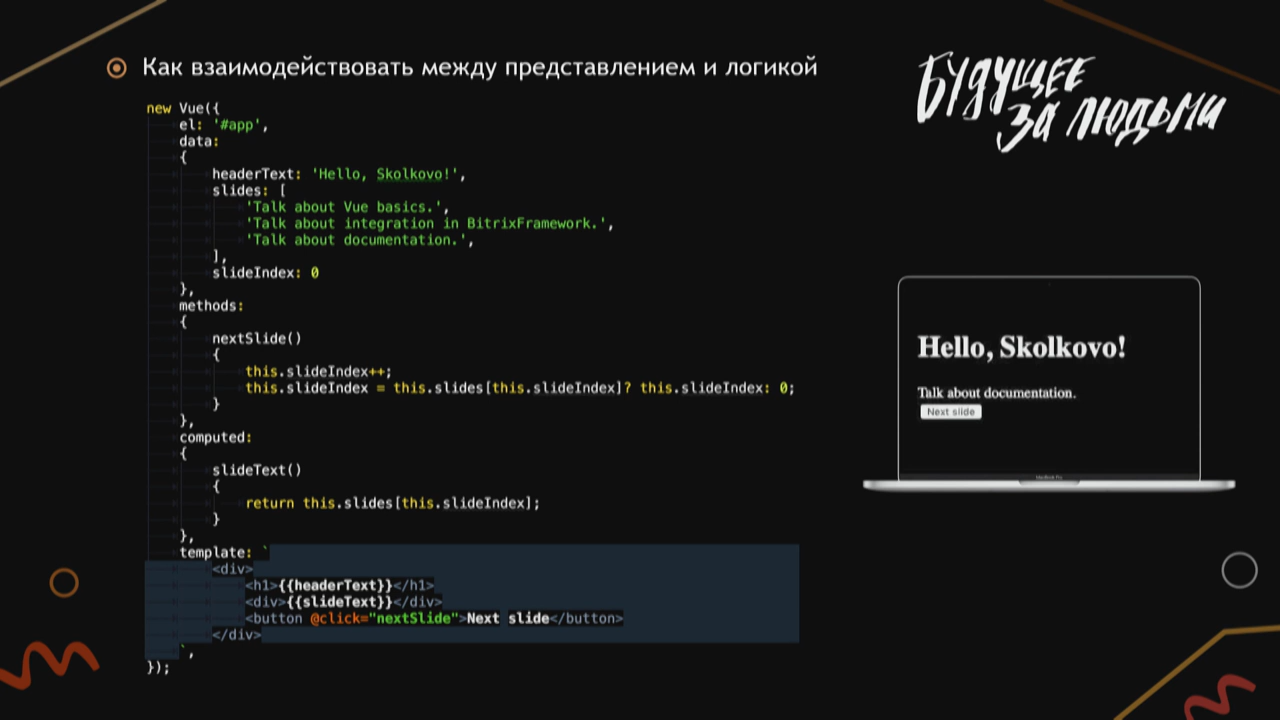 Как взаимодействовать между представлением и логикой
БУДУЩЕЕ
ЗА ЛЮДЬМИ
new Vue({
    el: '#app',
    data:
    {
        headerText: 'Hello, Skolkovo!',
        slides: [
            'Talk about Vue basics.',
            'Talk about integration in BitrixFramework.',
            'Talk about documentation.',
        ],
        slideIndex: 0
    },
    methods:
    {
        nextSlide()
        {
            this.slideIndex++;
            this.slideIndex = this.slides[this.slideIndex]? this.slideIndex: 0;
        }
    },
    computed:
    {
        slideText()
        {
            return this.slides[this.slideIndex];
        }
    },
    template: `
        <div>
            <h1>{{headerText}}</h1>
            <div>{{slideText}}</div>
            <button @click="nextSlide">Next slide</button>
        </div>
    `,
});
Hello, Skolkovo!
Talk about documentation.
Next slide
MacBook Pro